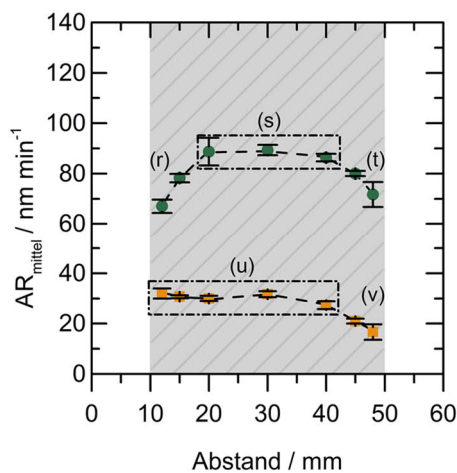 140
120
100
80
60
40
20
0
AR_mittel / nm min⁻¹
(r)
(s)
(t)
(u)
(v)
0 10 20 30 40 50 60
Abstand / mm